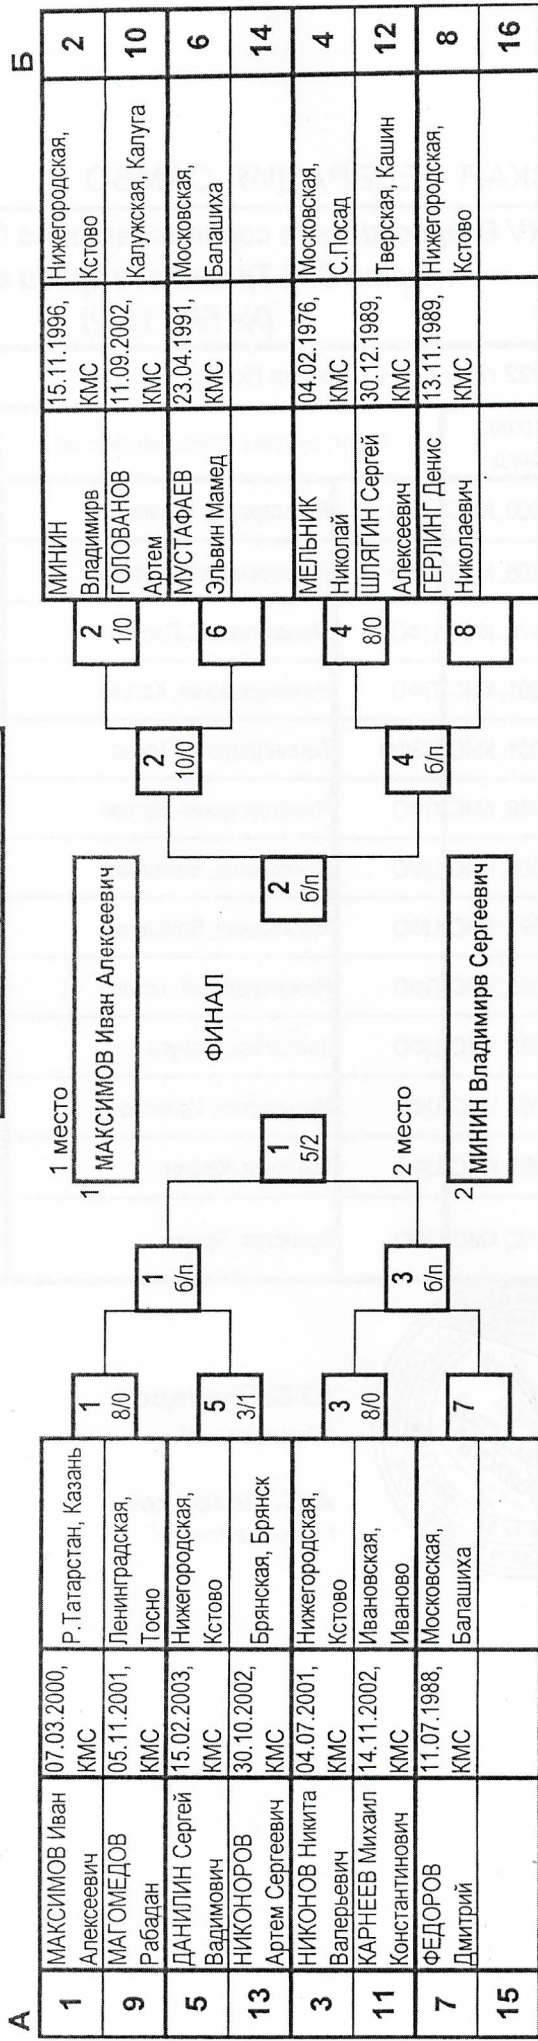 А
1
МАКСИМОВ Иван
Алексеевич
07.03.2000,
КМС
Р.Татарстан, Казань
9
МАГОМЕДОВ
Рабадан
05.11.2001,
КМС
Ленинградская,
Тосно
5
ДАНИЛИН Сергей
Вадимович
15.02.2003,
КМС
Нижегородская,
Кстово
13
НИКОНОРОВ
Артем Сергеевич
30.10.2002,
КМС
Брянская, Брянск
3
НИКОНОВ Никита
Валерьевич
04.07.2001,
КМС
Нижегородская,
Кстово
11
КАРНЕЕВ Михаил
Константинович
14.11.2002,
КМС
Ивановская,
Иваново
7
ФЕДОРОВ
Дмитрий
11.07.1988,
КМС
Московская,
Балашиха
15
1
8/0
5
3/1
3
8/0
7
1
б/п
3
б/п
1 место
1
МАКСИМОВ Иван Алексеевич
ФИНАЛ
1
5/2
2
б/п
2 место
2
МИНИН Владимирв Сергеевич
2
10/0
4
б/п
2
1/0
6
4
8/0
8
Б
МИНИН
Владимирв
15.11.1996,
КМС
Нижегородская,
Кстово
2
ГОЛОВАНОВ
Артем
11.09.2002,
КМС
Калужская, Калуга
10
МУСТАФАЕВ
Эльвин Мамед
23.04.1991,
КМС
Московская,
Балашиха
6
14
МЕЛЬНИК
Николай
04.02.1976,
КМС
Московская,
С.Посад
4
ШЛЯГИН Сергей
Алексеевич
30.12.1989,
КМС
Тверская, Кашин
12
ГЕРЛИНГ Денис
Николаевич
13.11.1989,
КМС
Нижегородская,
Кстово
8
16